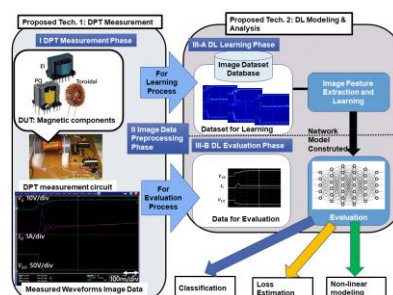 Proposed Tech. 1: DPT Measurement
I DPT Measurement Phase
EI
PQ
Toroidal
DUT: Magnetic components
DPT measurement circuit
10V/div
1A/div
50V/div
100ns/div
Measured Waveforms Image Data
For
Learning
Process
II Image Data
Preprocessing
Phase
For
Evaluation
Process
Proposed Tech. 2: DL Modeling &
Analysis
III-A DL Learning Phase
Image Dataset
Database
Dataset for Learning
Image Feature
Extraction and
Learning
Network
Model
Construted
III-B DL Evaluation Phase
Data for Evaluation
Evaluation
Classification
Loss
Estimation
Non-linear
modeling